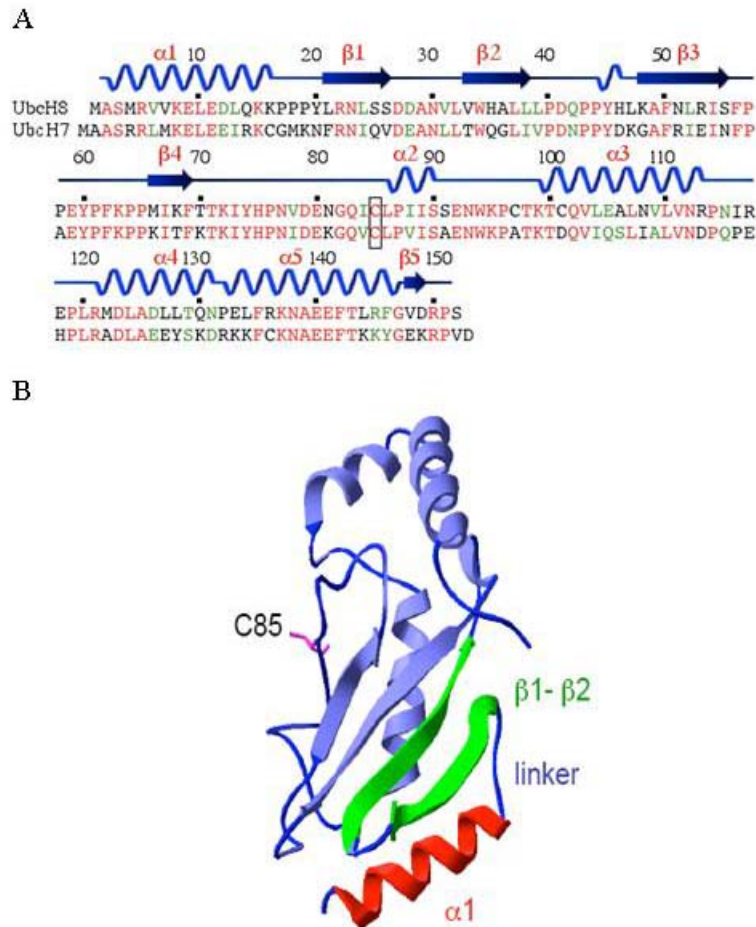 A
α1 10 20 β1 30 β2 40 50 β3
UbcH8 MASMRVVKELEDLQKKPPPYLRNLSSDDANVLVWHALLLPDQPPYHLKAFNLRISFP
UbcH7 MAASRRLMKELEEIRKCGMKNFRNIQVDEANLLTWQGLIVPDNPPYDKGAFRIEINFP
60 β4 70 80 α2 90 100 α3 110
PEYPFKPPMIKFTTKIYHPNVDENGQICLPIISSENWKPCTKTCQVLEALNVLVNRPNIR
AEYPFKPPKITFKTKIYHPNIDEKGQVCLPVISAENWKPATKTDQVIQSLIALVNDPQPE
120 α4 130 α5 140 β5 150
EPLRMDLADLLTQNPELFRKNAEEFTLRFGVDRPS
HPLRADLAEEYSKDRKKFCKNAEEFTKKYGEKRPVD
B
C85
β1- β2
linker
α1